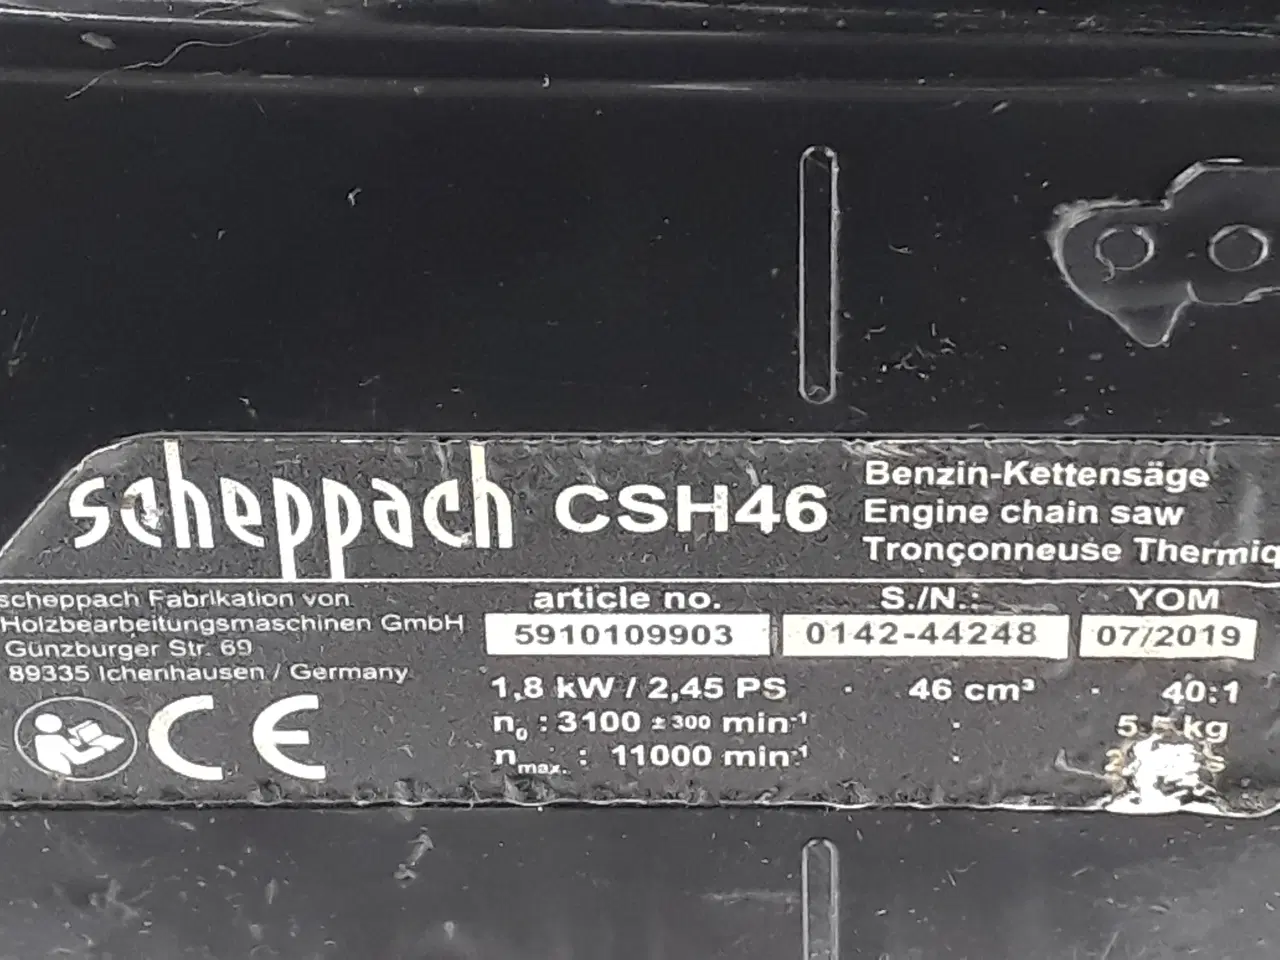 scheppach CSH46
Benzin-Kettensäge
Engine chain saw
Tronçonneuse Thermiq
scheppach Fabrikation von
Holzbearbeitungsmaschinen GmbH
Günzburger Str. 69
89335 Ichenhausen / Germany
article no. S./N.: YOM
5910109903 0142-44248 07/2019
1,8 kW / 2,45 PS · 46 cm³ · 40:1
n0 : 3100 ± 300 min-1 · 5.5 kg
nmax. : 11000 min-1 ·
CE